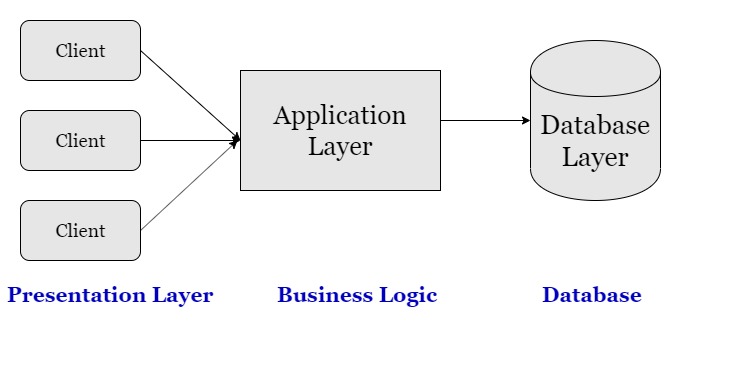 Client
Client
Client
Application
Layer
Database
Layer
Presentation Layer
Business Logic
Database